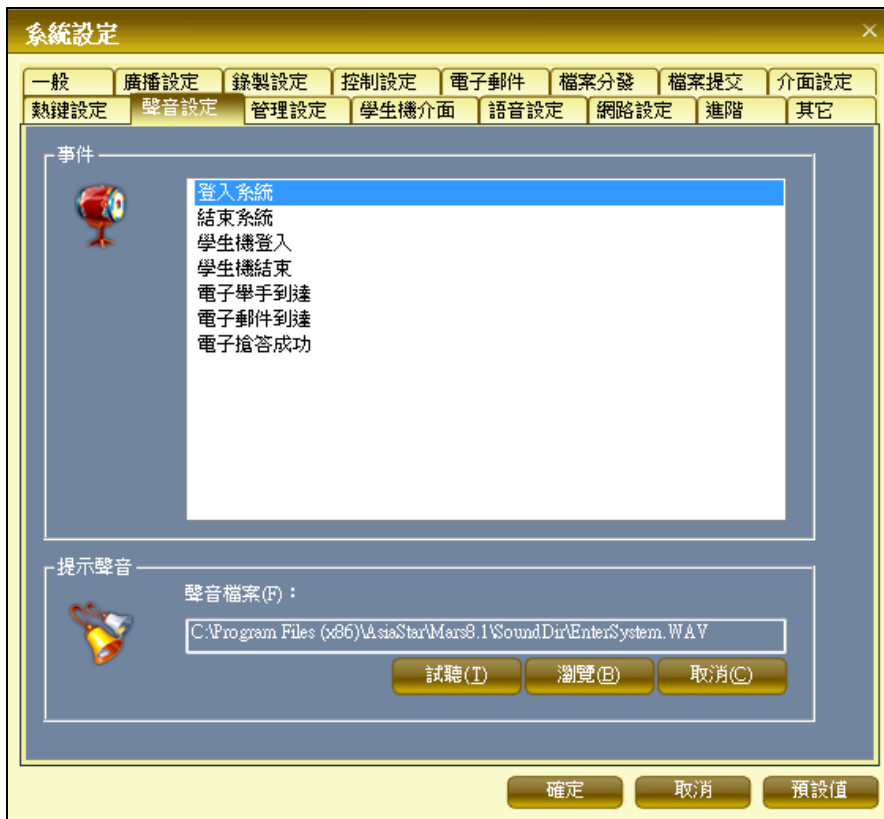 系統設定
一般 廣播設定 錄製設定 控制設定 電子郵件 檔案分發 檔案提交 介面設定
熱鍵設定 聲音設定 管理設定 學生機介面 語音設定 網路設定 進階 其它
事件
登入系統
結束系統
學生機登入
學生機結束
電子舉手到達
電子郵件到達
電子搶答成功
提示聲音
聲音檔案(F)：
C:\Program Files (x86)\AsiaStar\Mars8.1\SoundDir\EnterSystem.WAV
試聽(T) 瀏覽(B) 取消(C)
確定 取消 預設值